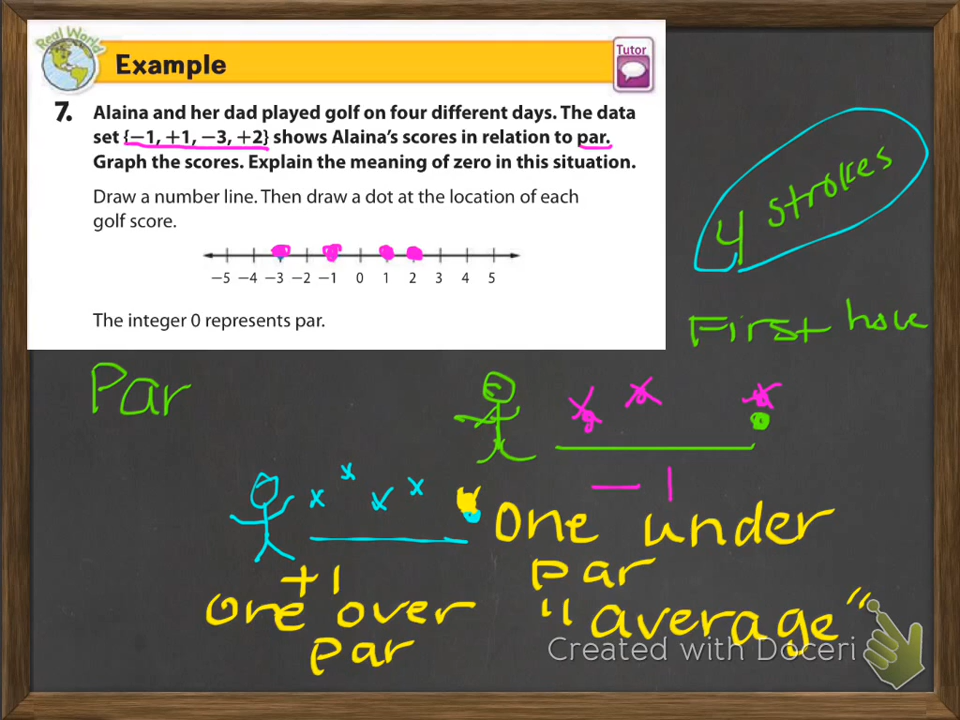 Real World
Example
Tutor
7. Alaina and her dad played golf on four different days. The data
set {−1, +1, −3, +2} shows Alaina's scores in relation to par.
Graph the scores. Explain the meaning of zero in this situation.
Draw a number line. Then draw a dot at the location of each
golf score.
−5 −4 −3 −2 −1 0 1 2 3 4 5
The integer 0 represents par.
4 strokes
First hole
Par
− 1
One under
par
"average"
+1
one over
par
Created with Doceri